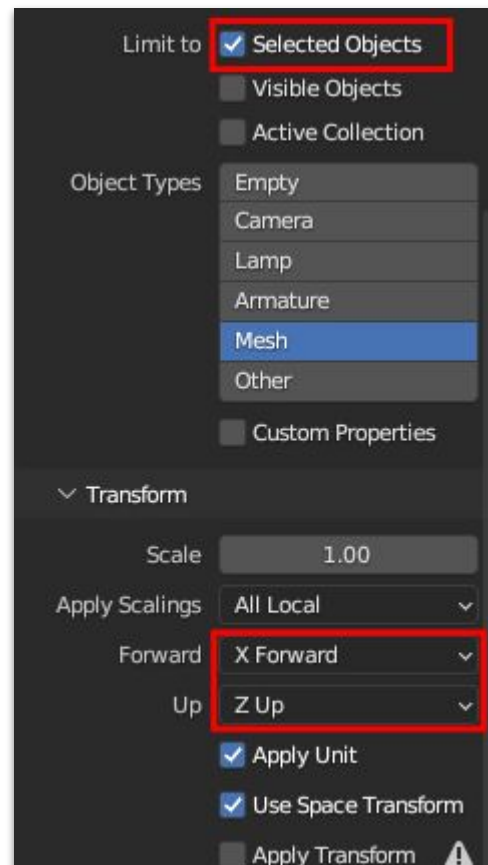 Limit to Selected Objects
Visible Objects
Active Collection
Object Types Empty
Camera
Lamp
Armature
Mesh
Other
Custom Properties
Transform
Scale 1.00
Apply Scalings All Local
Forward X Forward
Up Z Up
Apply Unit
Use Space Transform
Apply Transform